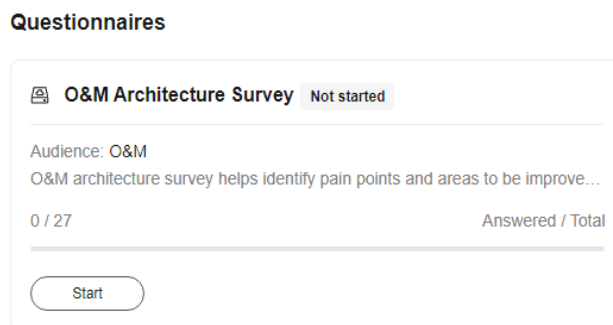 Questionnaires
O&M Architecture Survey Not started
Audience: O&M
O&M architecture survey helps identify pain points and areas to be improve...
0 / 27 Answered / Total
Start